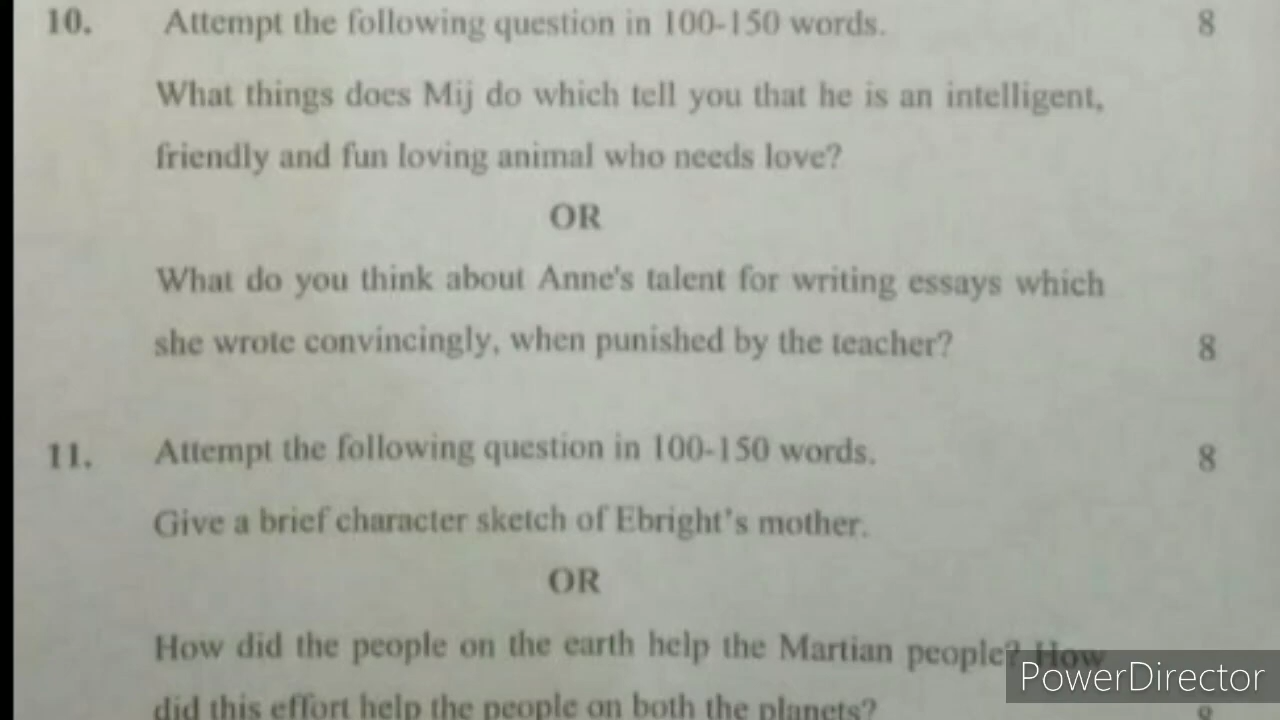 10. Attempt the following question in 100-150 words. 8
What things does Mij do which tell you that he is an intelligent,
friendly and fun loving animal who needs love?
OR
What do you think about Anne's talent for writing essays which
she wrote convincingly, when punished by the teacher? 8
11. Attempt the following question in 100-150 words. 8
Give a brief character sketch of Ebright's mother.
OR
How did the people on the earth help the Martian people? How
did this effort help the people on both the planets? 8
PowerDirector